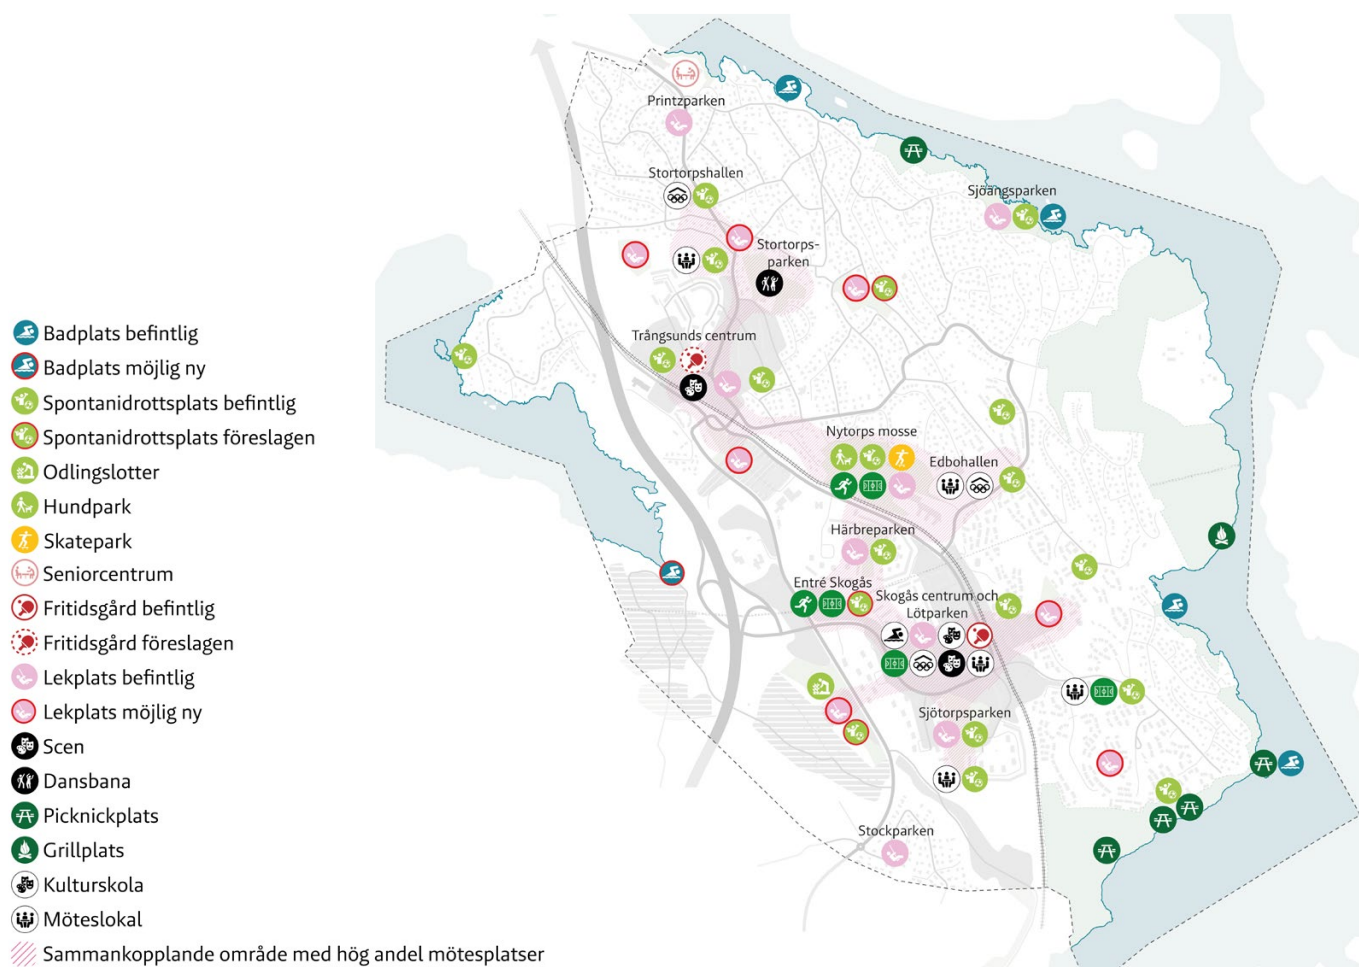 Printzparken
Stortorpshallen
Sjöängsparken
Stortorps-
parken
Trångsunds centrum
Nytorps mosse
Edbohallen
Härbreparken
Entré Skogås
Skogås centrum och
Lötparken
Sjötorpsparken
Stockparken
Badplats befintlig
Badplats möjlig ny
Spontanidrottsplats befintlig
Spontanidrottsplats föreslagen
Odlingslotter
Hundpark
Skatepark
Seniorcentrum
Fritidsgård befintlig
Fritidsgård föreslagen
Lekplats befintlig
Lekplats möjlig ny
Scen
Dansbana
Picknickplats
Grillplats
Kulturskola
Möteslokal
Sammankopplande område med hög andel mötesplatser